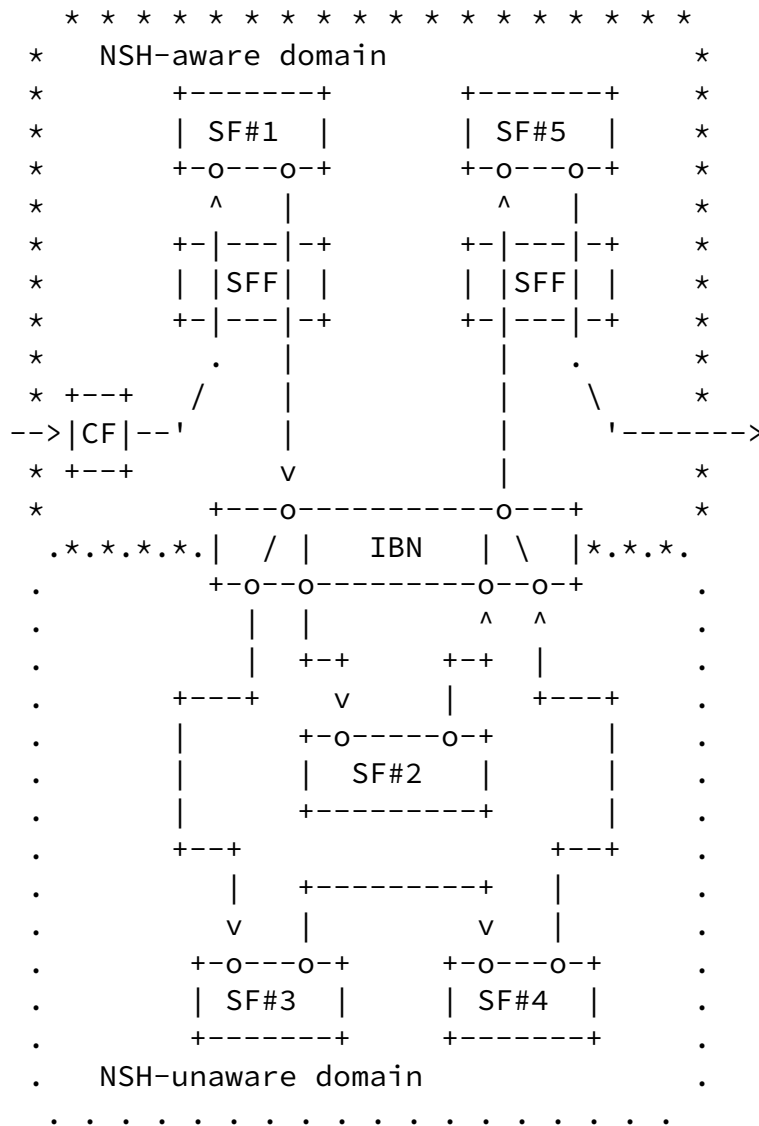 NSH-aware domain
SF#1 SF#5
SFF SFF
CF
IBN
SF#2
SF#3 SF#4
NSH-unaware domain